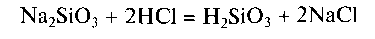 Na₂SiO₃ + 2HCl = H₂SiO₃ + 2NaCl